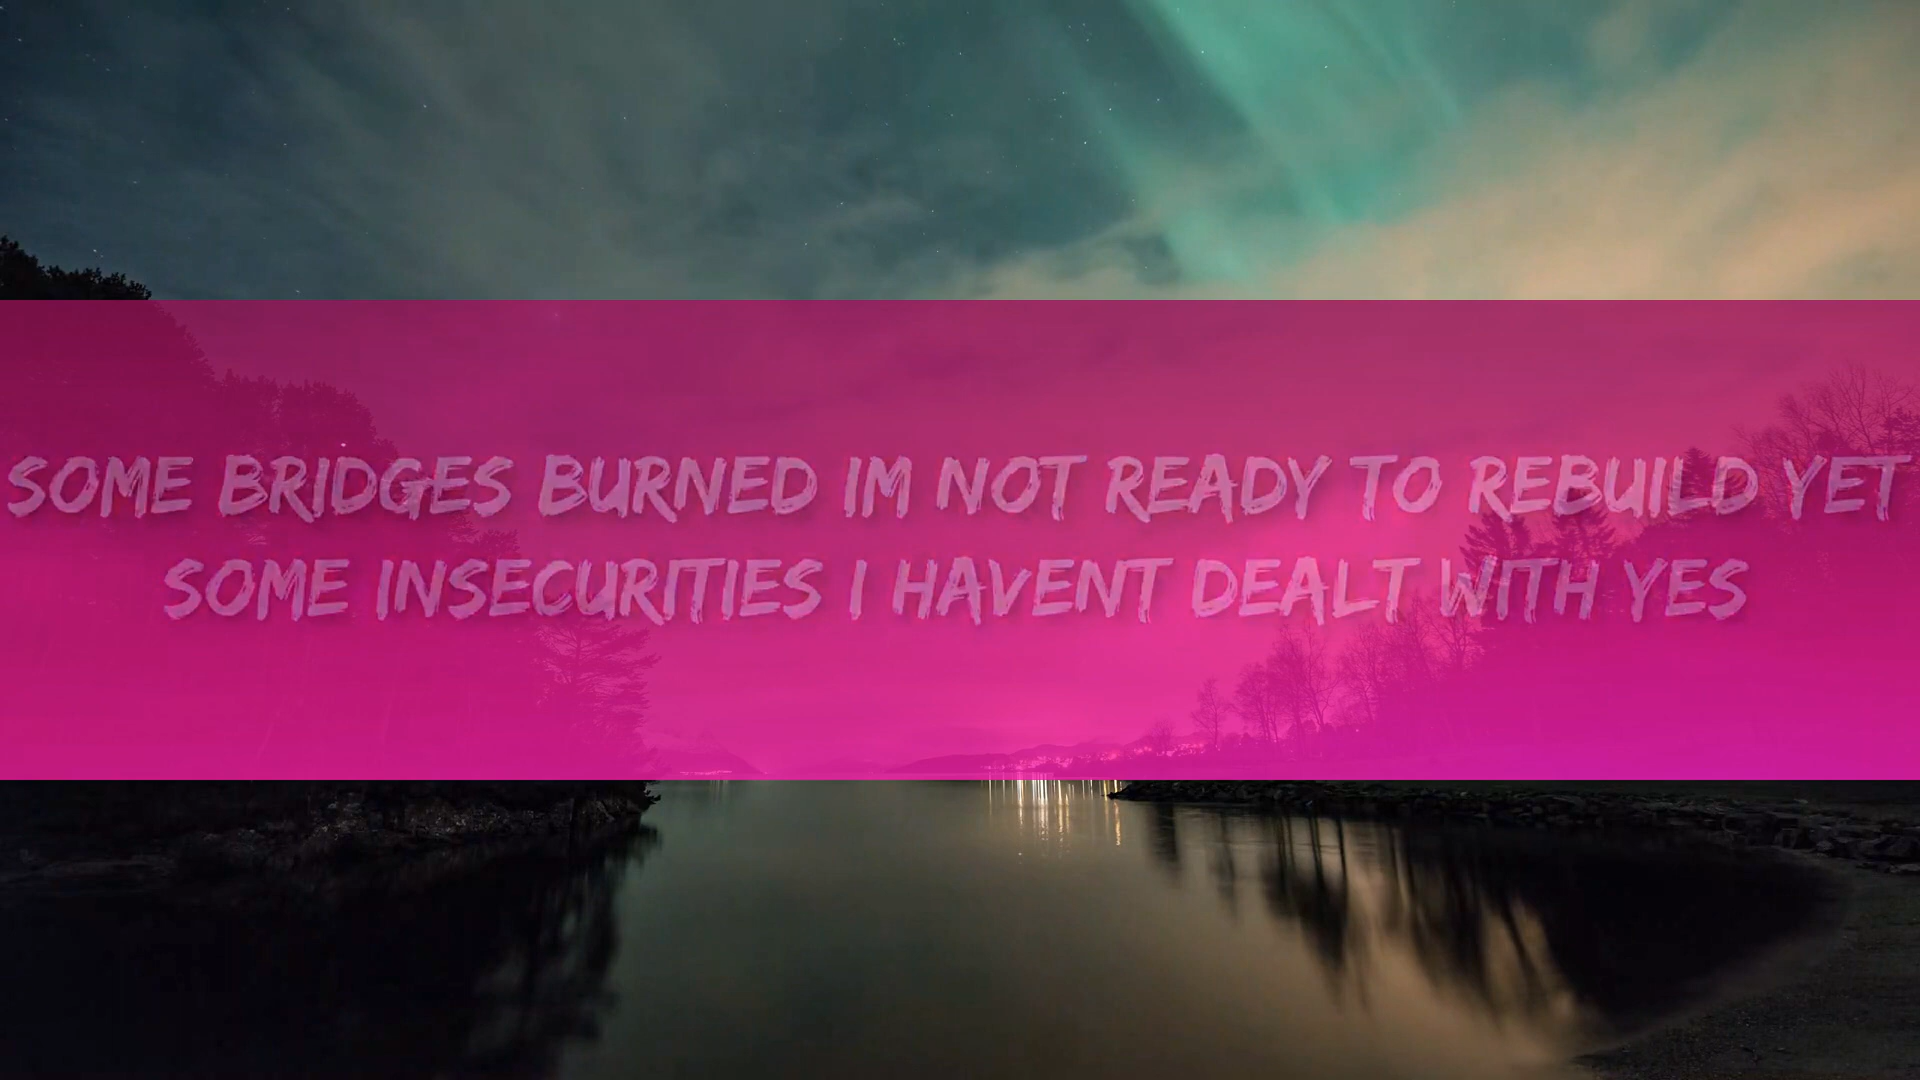 SOME BRIDGES BURNED IM NOT READY TO REBUILD YET
SOME INSECURITIES I HAVENT DEALT WITH YES